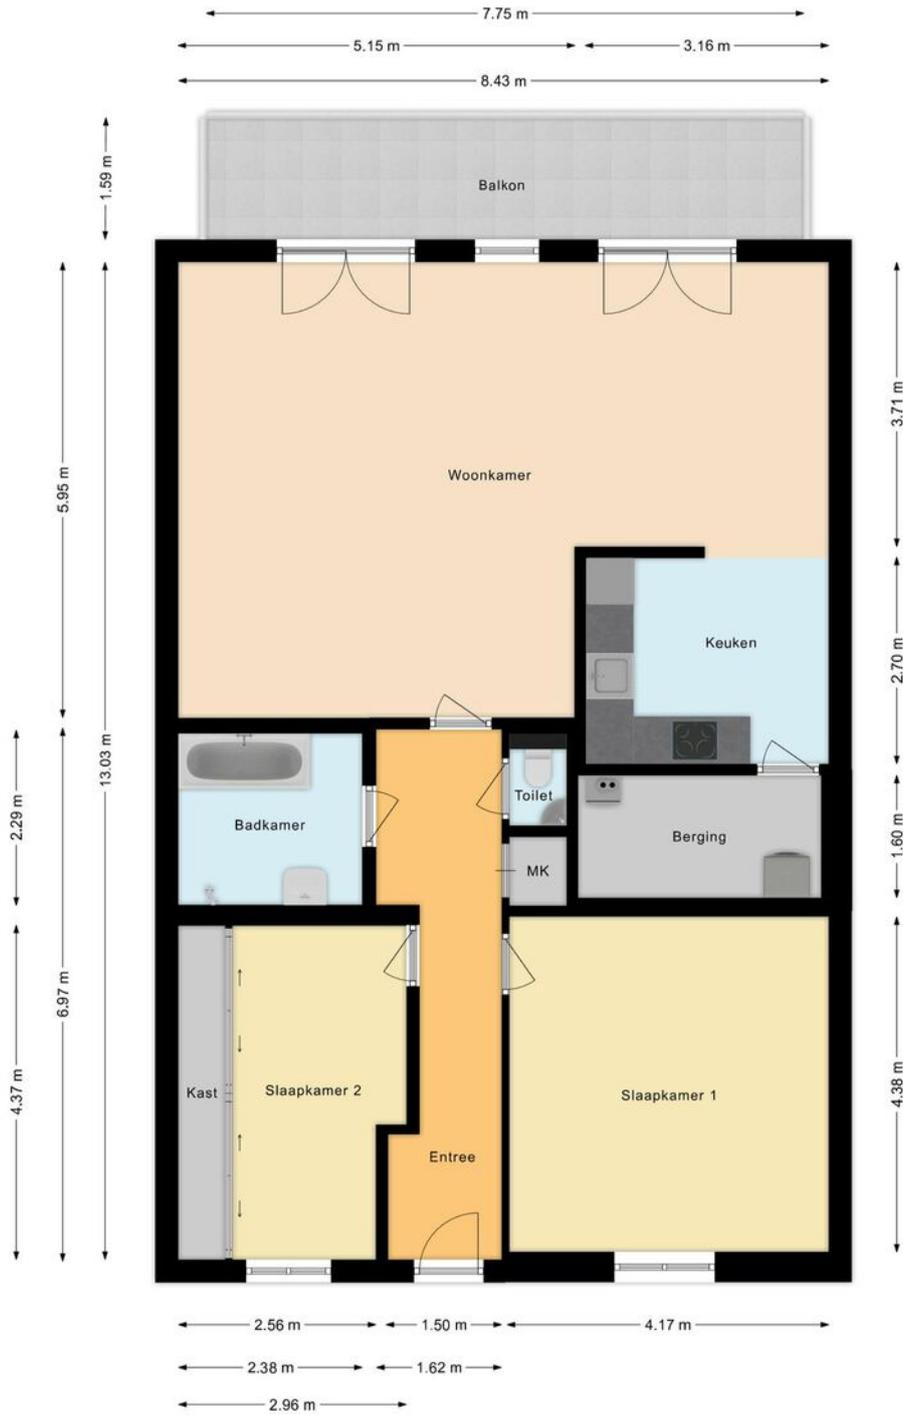 7.75 m
5.15 m
3.16 m
8.43 m
1.59 m
Balkon
5.95 m
3.71 m
Woonkamer
Keuken
2.70 m
13.03 m
2.29 m
Badkamer
Toilet
Berging
1.60 m
MK
6.97 m
4.37 m
Kast
Slaapkamer 2
Slaapkamer 1
4.38 m
Entree
2.56 m
1.50 m
4.17 m
2.38 m
1.62 m
2.96 m